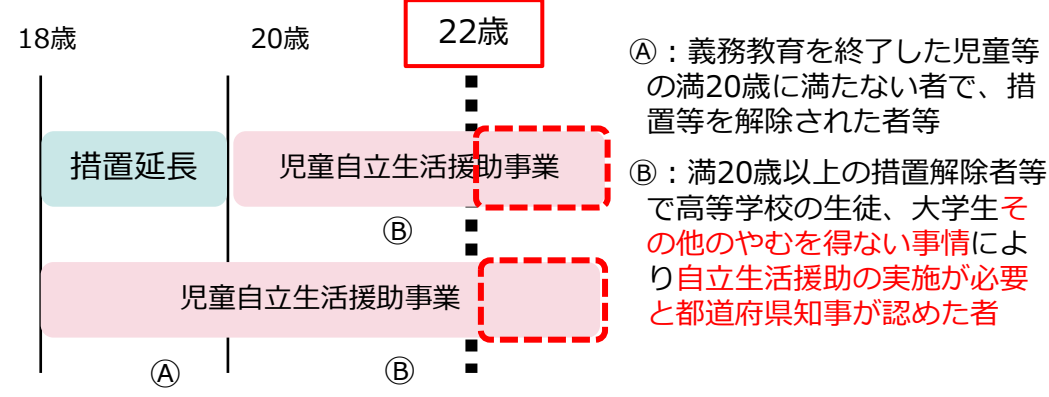 18歳
20歳
22歳
措置延長
児童自立生活援助事業
Ⓑ
児童自立生活援助事業
Ⓐ
Ⓑ
Ⓐ：義務教育を終了した児童等
の満20歳に満たない者で、措
置等を解除された者等
Ⓑ：満20歳以上の措置解除者等
で高等学校の生徒、大学生そ
の他のやむを得ない事情によ
り自立生活援助の実施が必要
と都道府県知事が認めた者